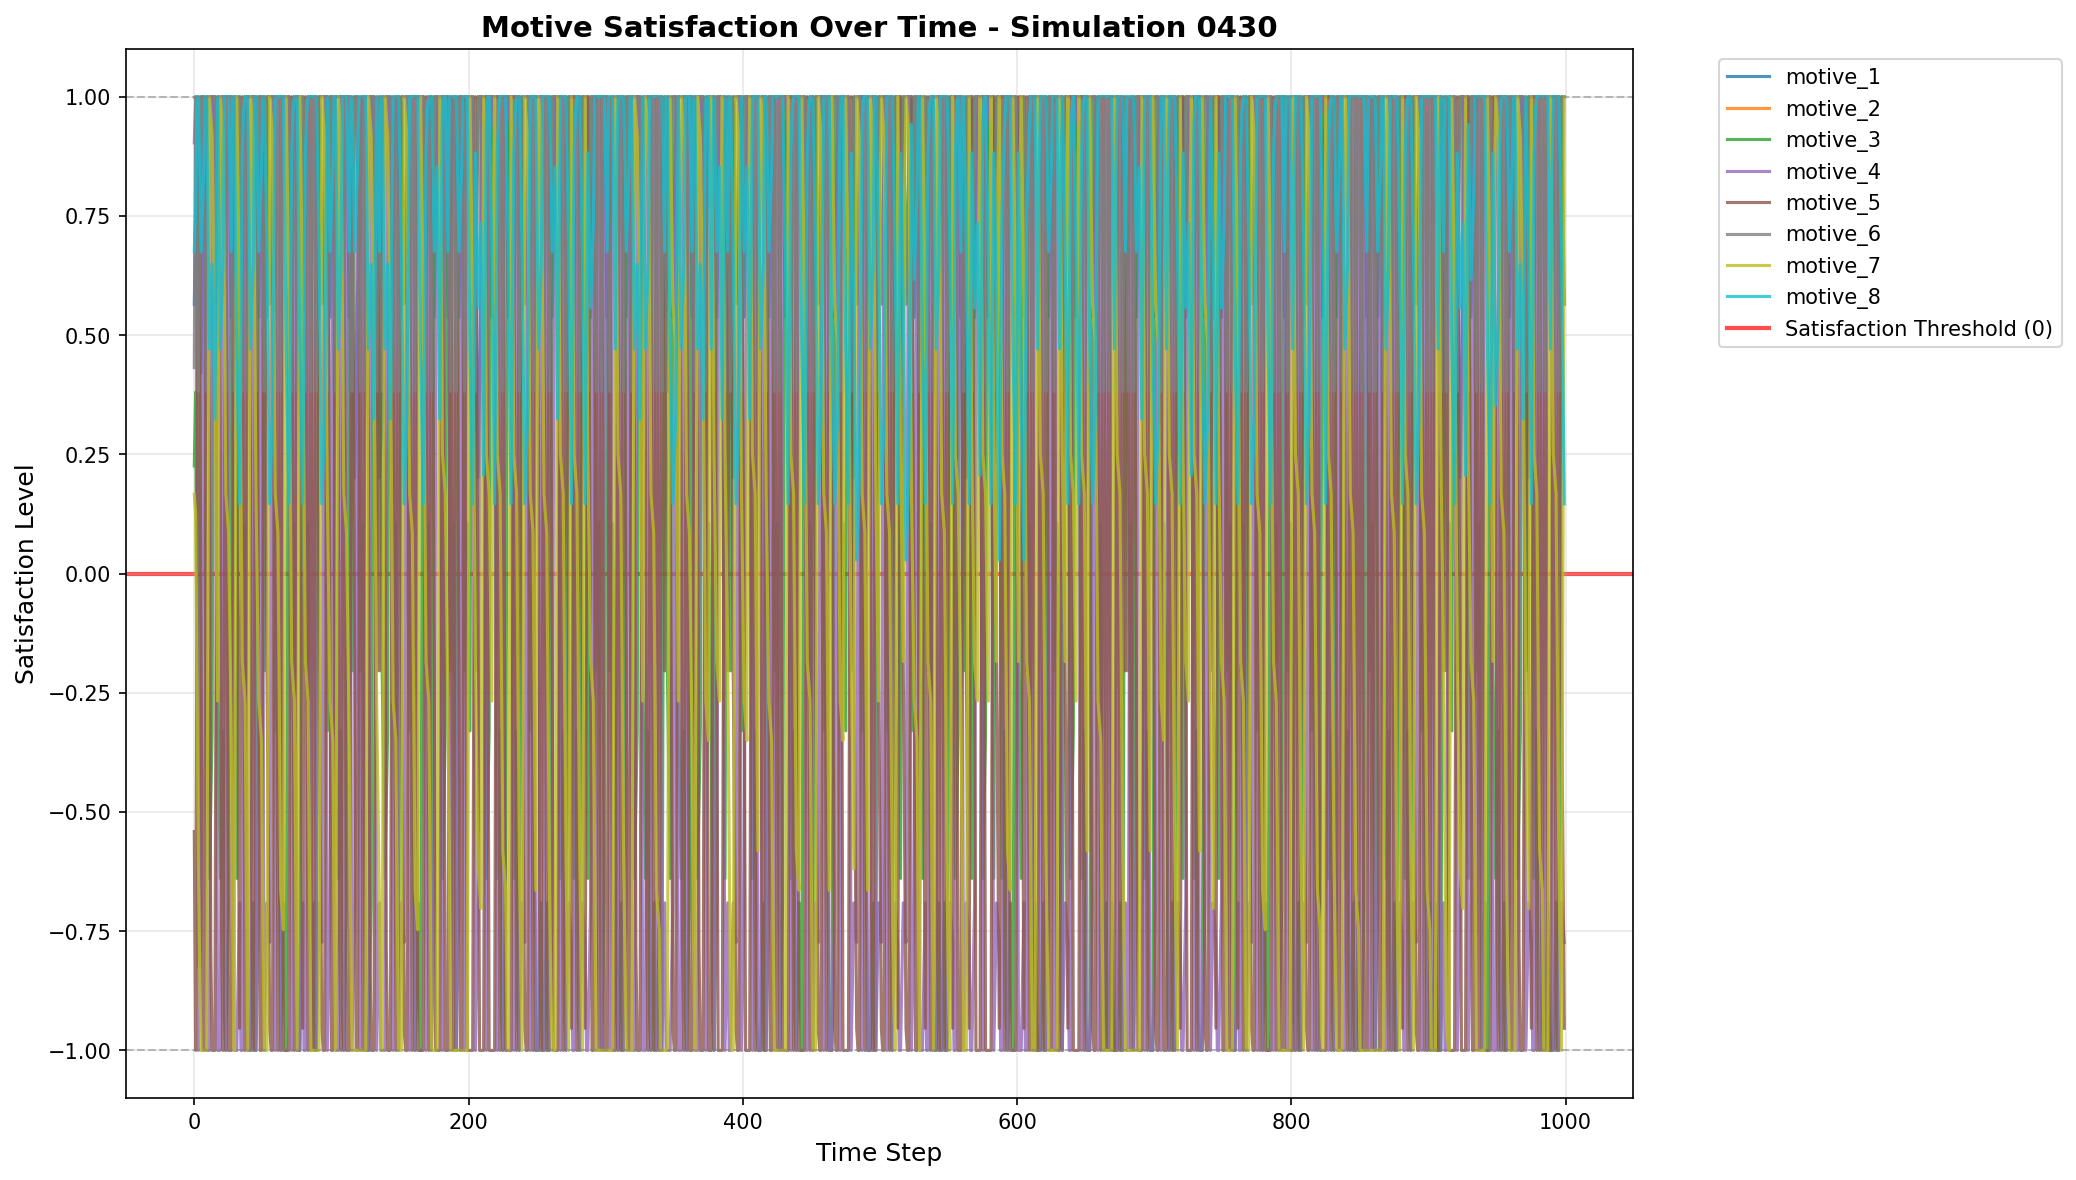 Motive Satisfaction Over Time - Simulation 0430
Satisfaction Level
1.00
0.75
0.50
0.25
0.00
−0.25
−0.50
−0.75
−1.00
0
200
400
600
800
1000
Time Step
motive_1
motive_2
motive_3
motive_4
motive_5
motive_6
motive_7
motive_8
Satisfaction Threshold (0)